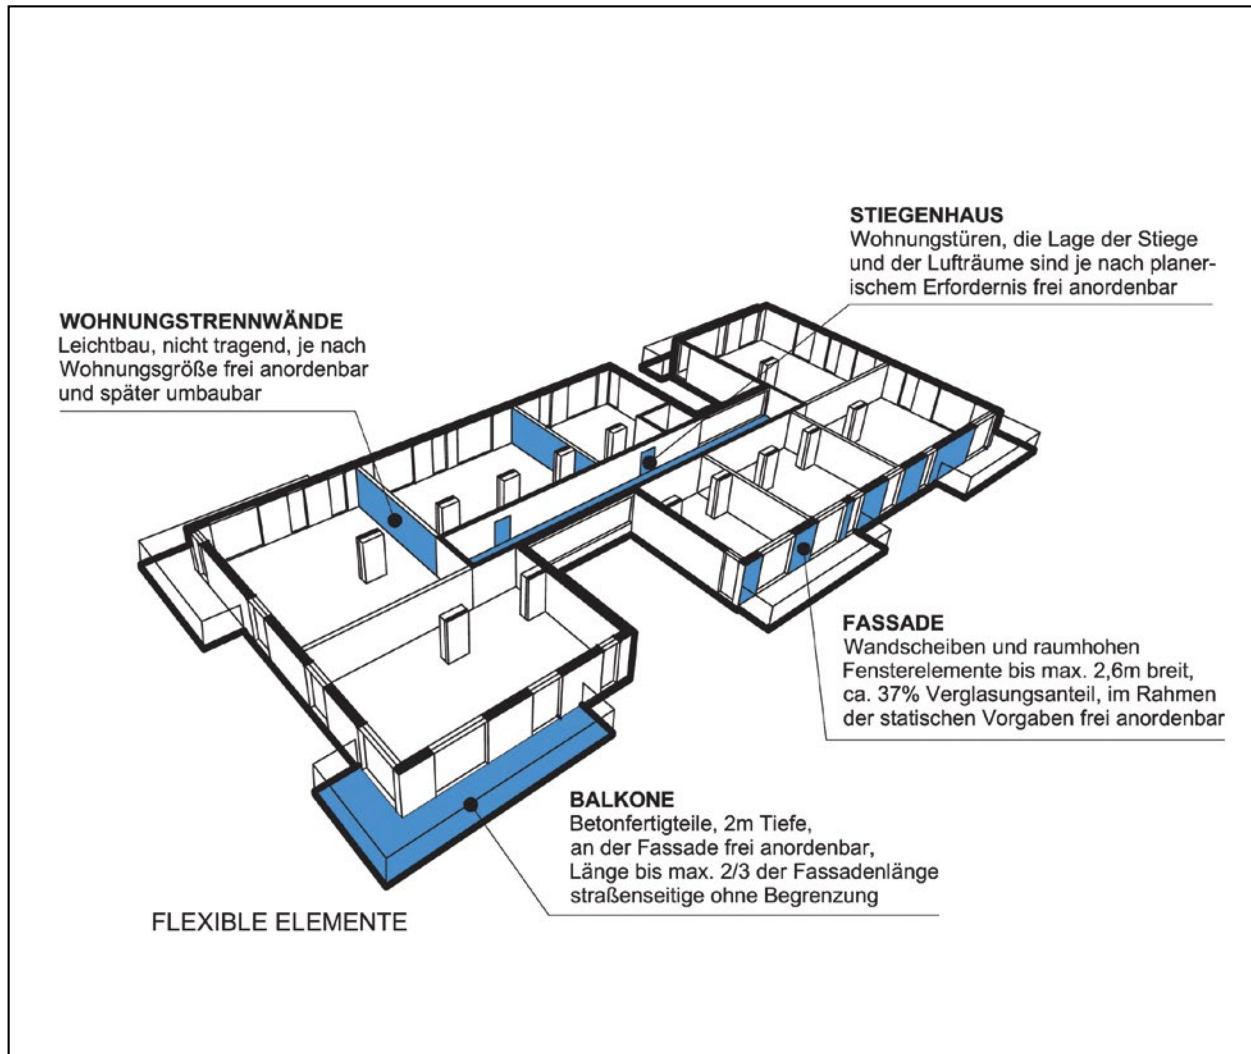 STIEGENHAUS
Wohnungstüren, die Lage der Stiege
und der Lufträume sind je nach planer-
ischem Erfordernis frei anordenbar
WOHNUNGSTRENNWÄNDE
Leichtbau, nicht tragend, je nach
Wohnungsgröße frei anordenbar
und später umbaubar
FASSADE
Wandscheiben und raumhohen
Fensterelemente bis max. 2,6m breit,
ca. 37% Verglasungsanteil, im Rahmen
der statischen Vorgaben frei anordenbar
BALKONE
Betonfertigteile, 2m Tiefe,
an der Fassade frei anordenbar,
Länge bis max. 2/3 der Fassadenlänge
straßenseitige ohne Begrenzung
FLEXIBLE ELEMENTE